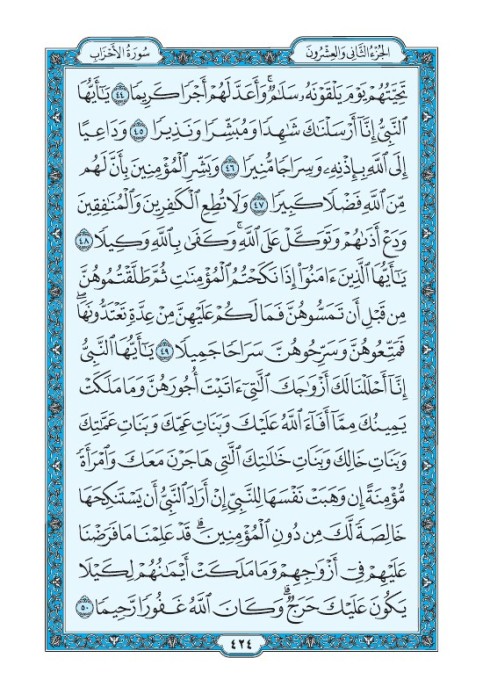 الجزء الثاني والعشرون
سورة الأحزاب
تَحِيَّتُهُمْ يَوْمَ يَلْقَوْنَهُۥ سَلَٰمٌۚ وَأَعَدَّ لَهُمْ أَجْرًا كَرِيمًا ٤٤ يَٰٓأَيُّهَا
ٱلنَّبِىُّ إِنَّآ أَرْسَلْنَٰكَ شَٰهِدًا وَمُبَشِّرًا وَنَذِيرًا ٤٥ وَدَاعِيًا
إِلَى ٱللَّهِ بِإِذْنِهِۦ وَسِرَاجًا مُّنِيرًا ٤٦ وَبَشِّرِ ٱلْمُؤْمِنِينَ بِأَنَّ لَهُم
مِّنَ ٱللَّهِ فَضْلًا كَبِيرًا ٤٧ وَلَا تُطِعِ ٱلْكَٰفِرِينَ وَٱلْمُنَٰفِقِينَ
وَدَعْ أَذَىٰهُمْ وَتَوَكَّلْ عَلَى ٱللَّهِۚ وَكَفَىٰ بِٱللَّهِ وَكِيلًا ٤٨
يَٰٓأَيُّهَا ٱلَّذِينَ ءَامَنُوٓا۟ إِذَا نَكَحْتُمُ ٱلْمُؤْمِنَٰتِ ثُمَّ طَلَّقْتُمُوهُنَّ
مِن قَبْلِ أَن تَمَسُّوهُنَّ فَمَا لَكُمْ عَلَيْهِنَّ مِنْ عِدَّةٍ تَعْتَدُّونَهَاۖ
فَمَتِّعُوهُنَّ وَسَرِّحُوهُنَّ سَرَاحًا جَمِيلًا ٤٩ يَٰٓأَيُّهَا ٱلنَّبِىُّ
إِنَّآ أَحْلَلْنَا لَكَ أَزْوَٰجَكَ ٱلَّٰتِىٓ ءَاتَيْتَ أُجُورَهُنَّ وَمَا مَلَكَتْ
يَمِينُكَ مِمَّآ أَفَآءَ ٱللَّهُ عَلَيْكَ وَبَنَاتِ عَمِّكَ وَبَنَاتِ عَمَّٰتِكَ
وَبَنَاتِ خَالِكَ وَبَنَاتِ خَٰلَٰتِكَ ٱلَّٰتِى هَاجَرْنَ مَعَكَ وَٱمْرَأَةً
مُّؤْمِنَةً إِن وَهَبَتْ نَفْسَهَا لِلنَّبِىِّ إِنْ أَرَادَ ٱلنَّبِىُّ أَن يَسْتَنكِحَهَا
خَالِصَةً لَّكَ مِن دُونِ ٱلْمُؤْمِنِينَۗ قَدْ عَلِمْنَا مَا فَرَضْنَا
عَلَيْهِمْ فِىٓ أَزْوَٰجِهِمْ وَمَا مَلَكَتْ أَيْمَٰنُهُمْ لِكَيْلَا
يَكُونَ عَلَيْكَ حَرَجٌۗ وَكَانَ ٱللَّهُ غَفُورًا رَّحِيمًا ٥٠
٤٢٤